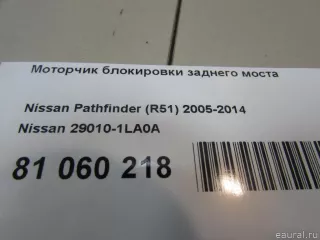 Моторчик блокировки заднего моста
Nissan Pathfinder (R51) 2005-2014
Nissan 29010-1LA0A
81 060 218
eaural.ru